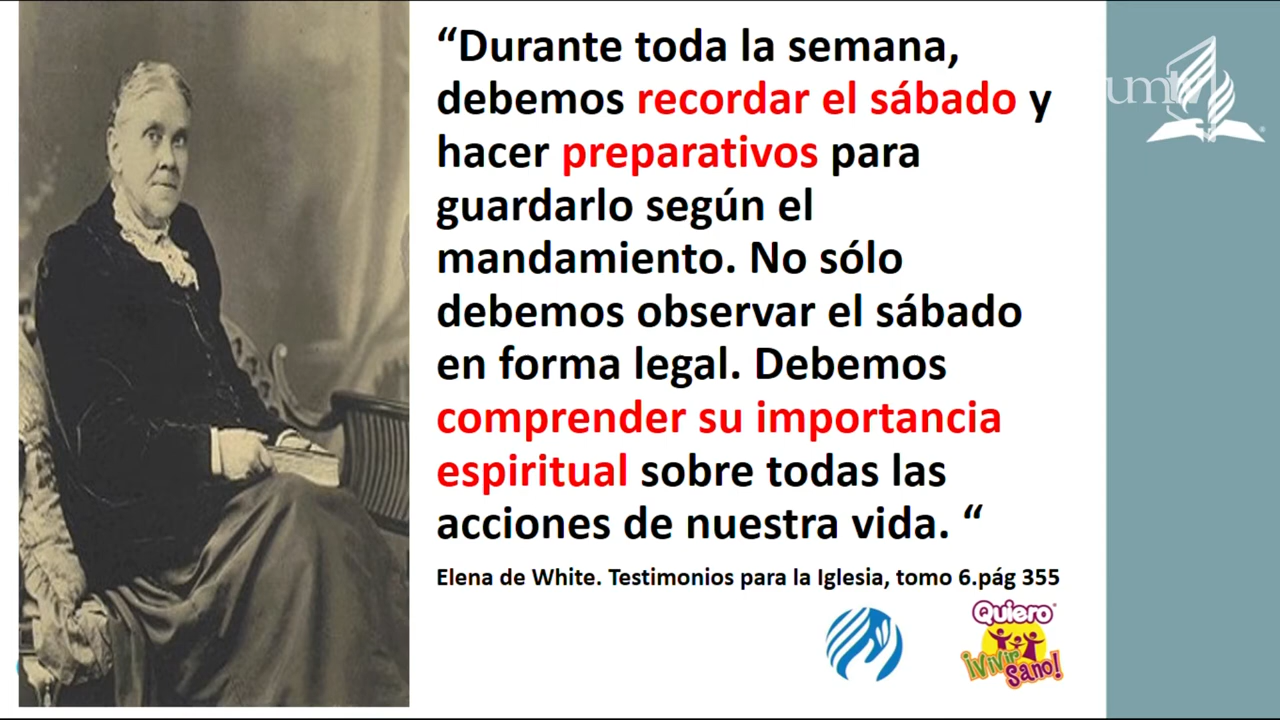 “Durante toda la semana,
debemos recordar el sábado y
hacer preparativos para
guardarlo según el
mandamiento. No sólo
debemos observar el sábado
en forma legal. Debemos
comprender su importancia
espiritual sobre todas las
acciones de nuestra vida. “
Elena de White. Testimonios para la Iglesia, tomo 6.pág 355
Quiero
¡Vivir
Sano!